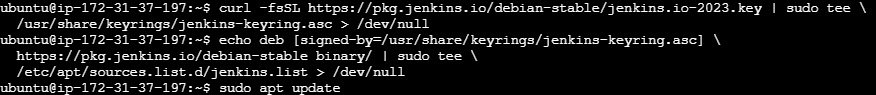 ubuntu@ip-172-31-37-197:~$ curl -fsSL https://pkg.jenkins.io/debian-stable/jenkins.io-2023.key | sudo tee \
  /usr/share/keyrings/jenkins-keyring.asc > /dev/null
ubuntu@ip-172-31-37-197:~$ echo deb [signed-by=/usr/share/keyrings/jenkins-keyring.asc] \
  https://pkg.jenkins.io/debian-stable binary/ | sudo tee \
  /etc/apt/sources.list.d/jenkins.list > /dev/null
ubuntu@ip-172-31-37-197:~$ sudo apt update